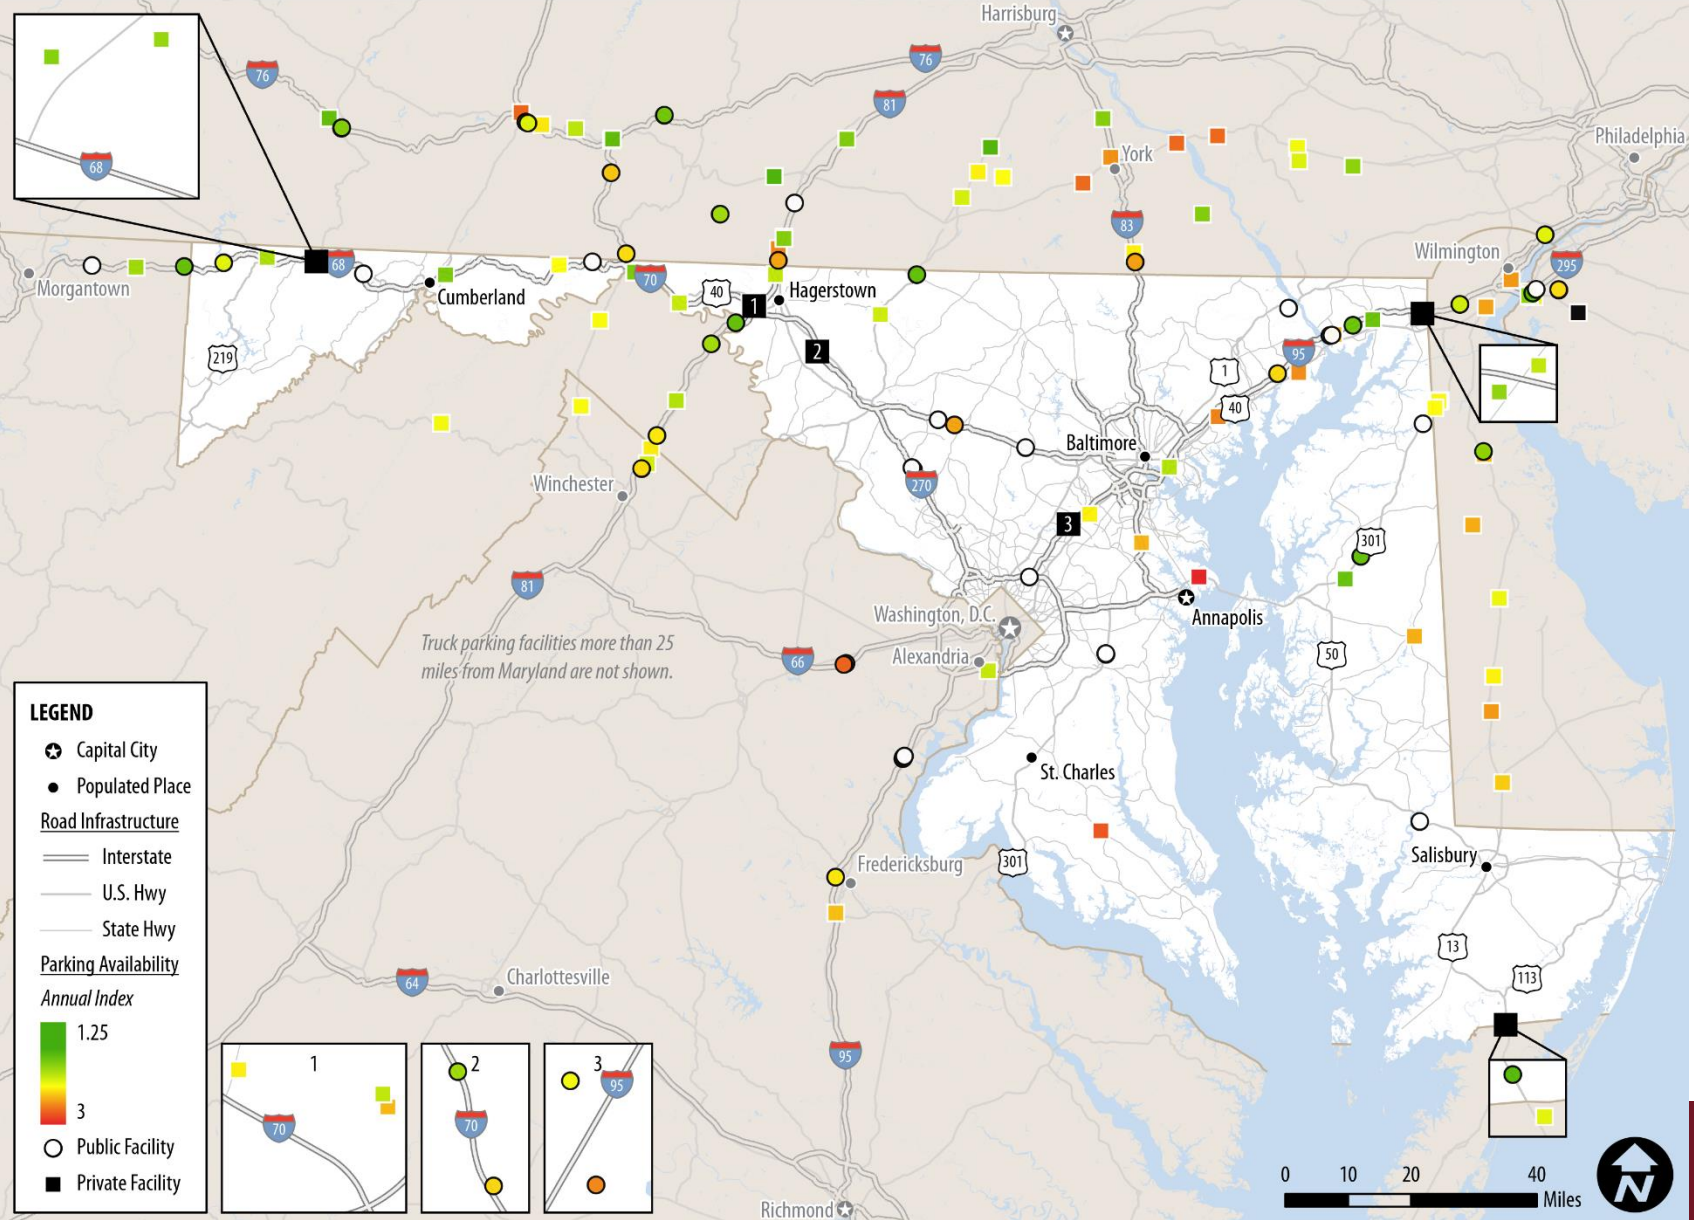 Harrisburg
76
76
81
68
Philadelphia
York
83
Wilmington
295
Morgantown
68
Cumberland
70
40
Hagerstown
1
2
219
95
1
40
Baltimore
Winchester
270
3
301
81
Washington, D.C.
Annapolis
Truck parking facilities more than 25
miles from Maryland are not shown.
66
Alexandria
50
LEGEND
Capital City
Populated Place
Road Infrastructure
Interstate
U.S. Hwy
State Hwy
Parking Availability
Annual Index
1.25
3
Public Facility
Private Facility
St. Charles
301
Fredericksburg
Salisbury
13
113
64
Charlottesville
95
1
70
2
70
3
95
Richmond
0 10 20 40
Miles
N